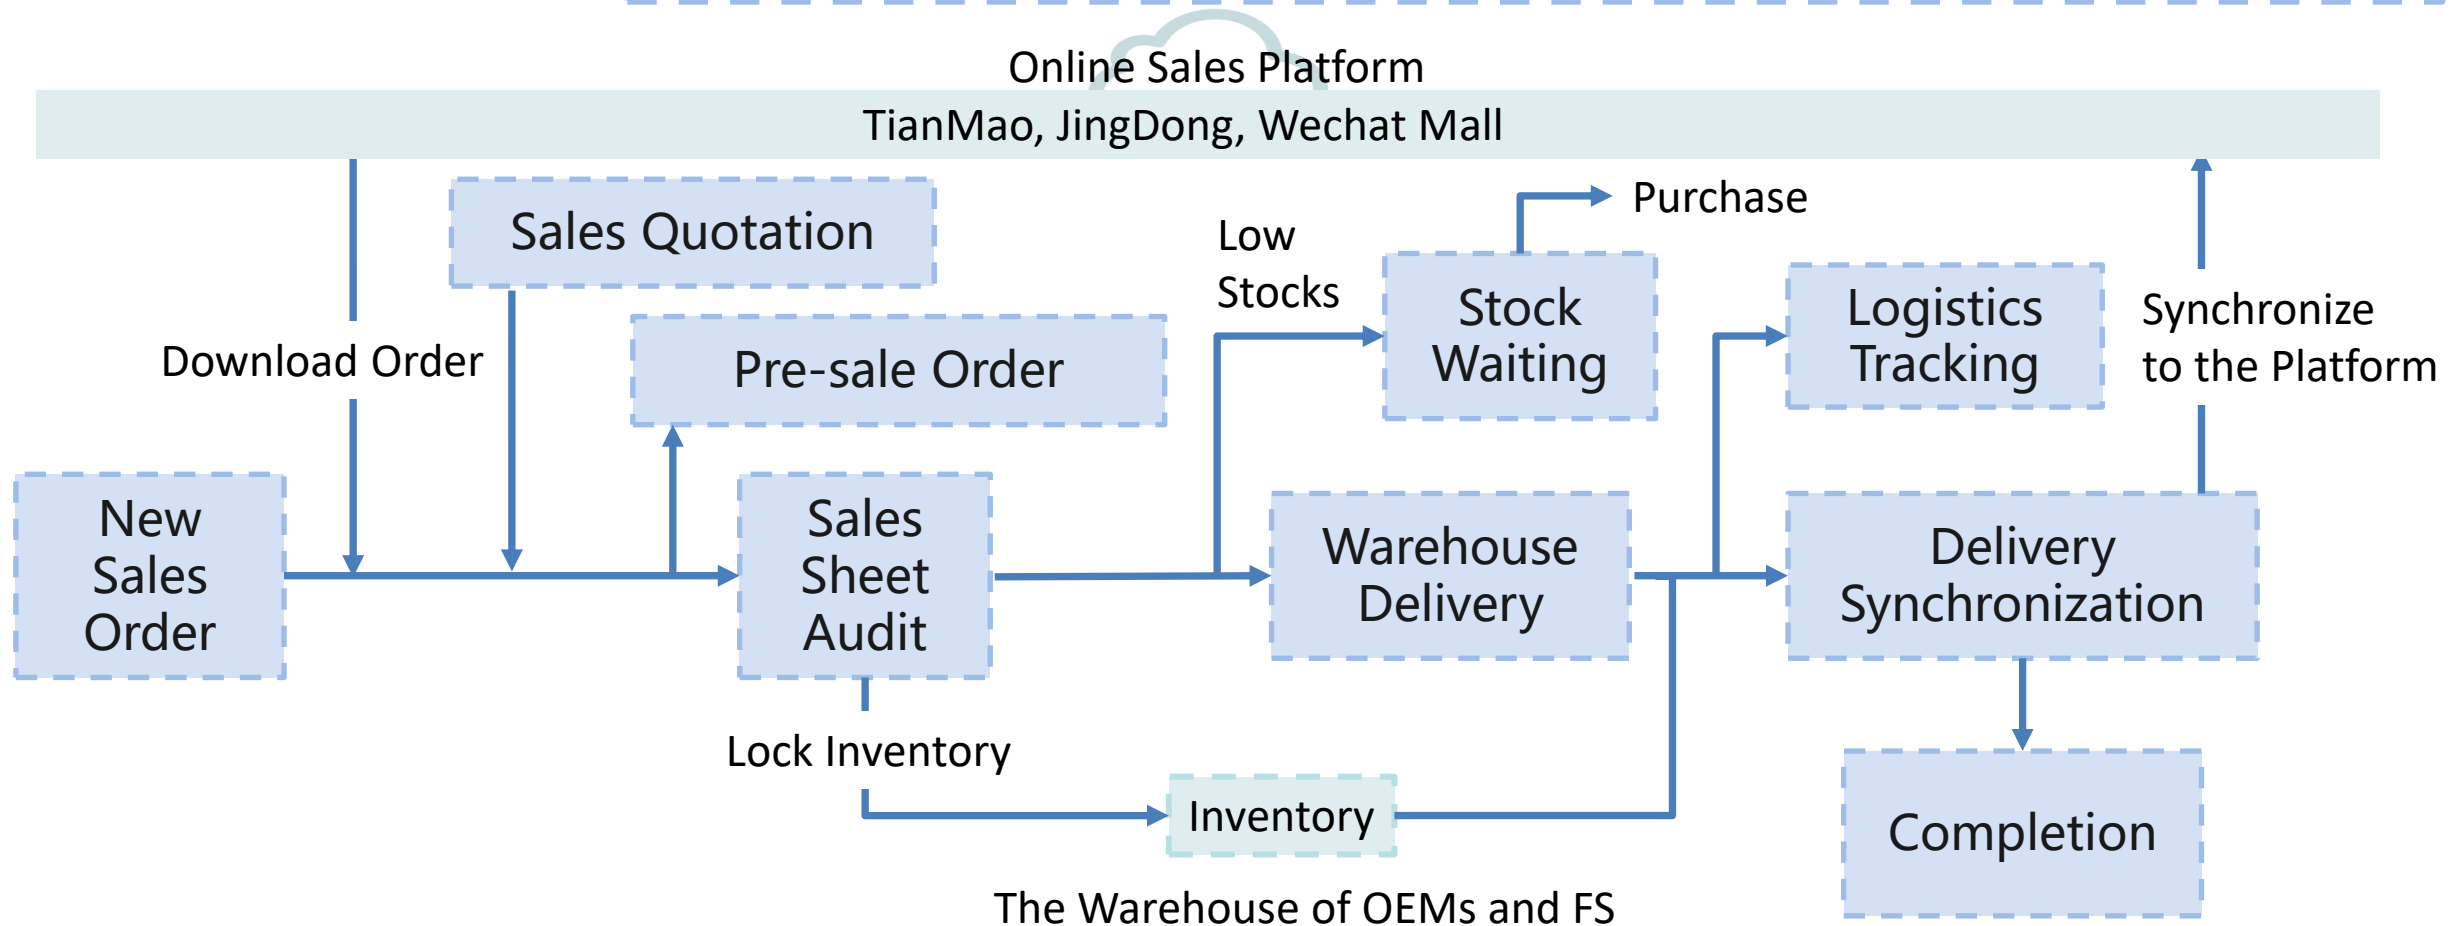 Online Sales Platform
TianMao, JingDong, Wechat Mall
Sales Quotation
Purchase
Low
Stocks
Stock
Waiting
Logistics
Tracking
Synchronize
to the Platform
Download Order
Pre-sale Order
New
Sales
Order
Sales
Sheet
Audit
Warehouse
Delivery
Delivery
Synchronization
Lock Inventory
Inventory
Completion
The Warehouse of OEMs and FS